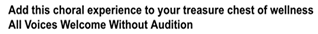 Add this choral experience to your treasure chest of wellness
All Voices Welcome Without Audition